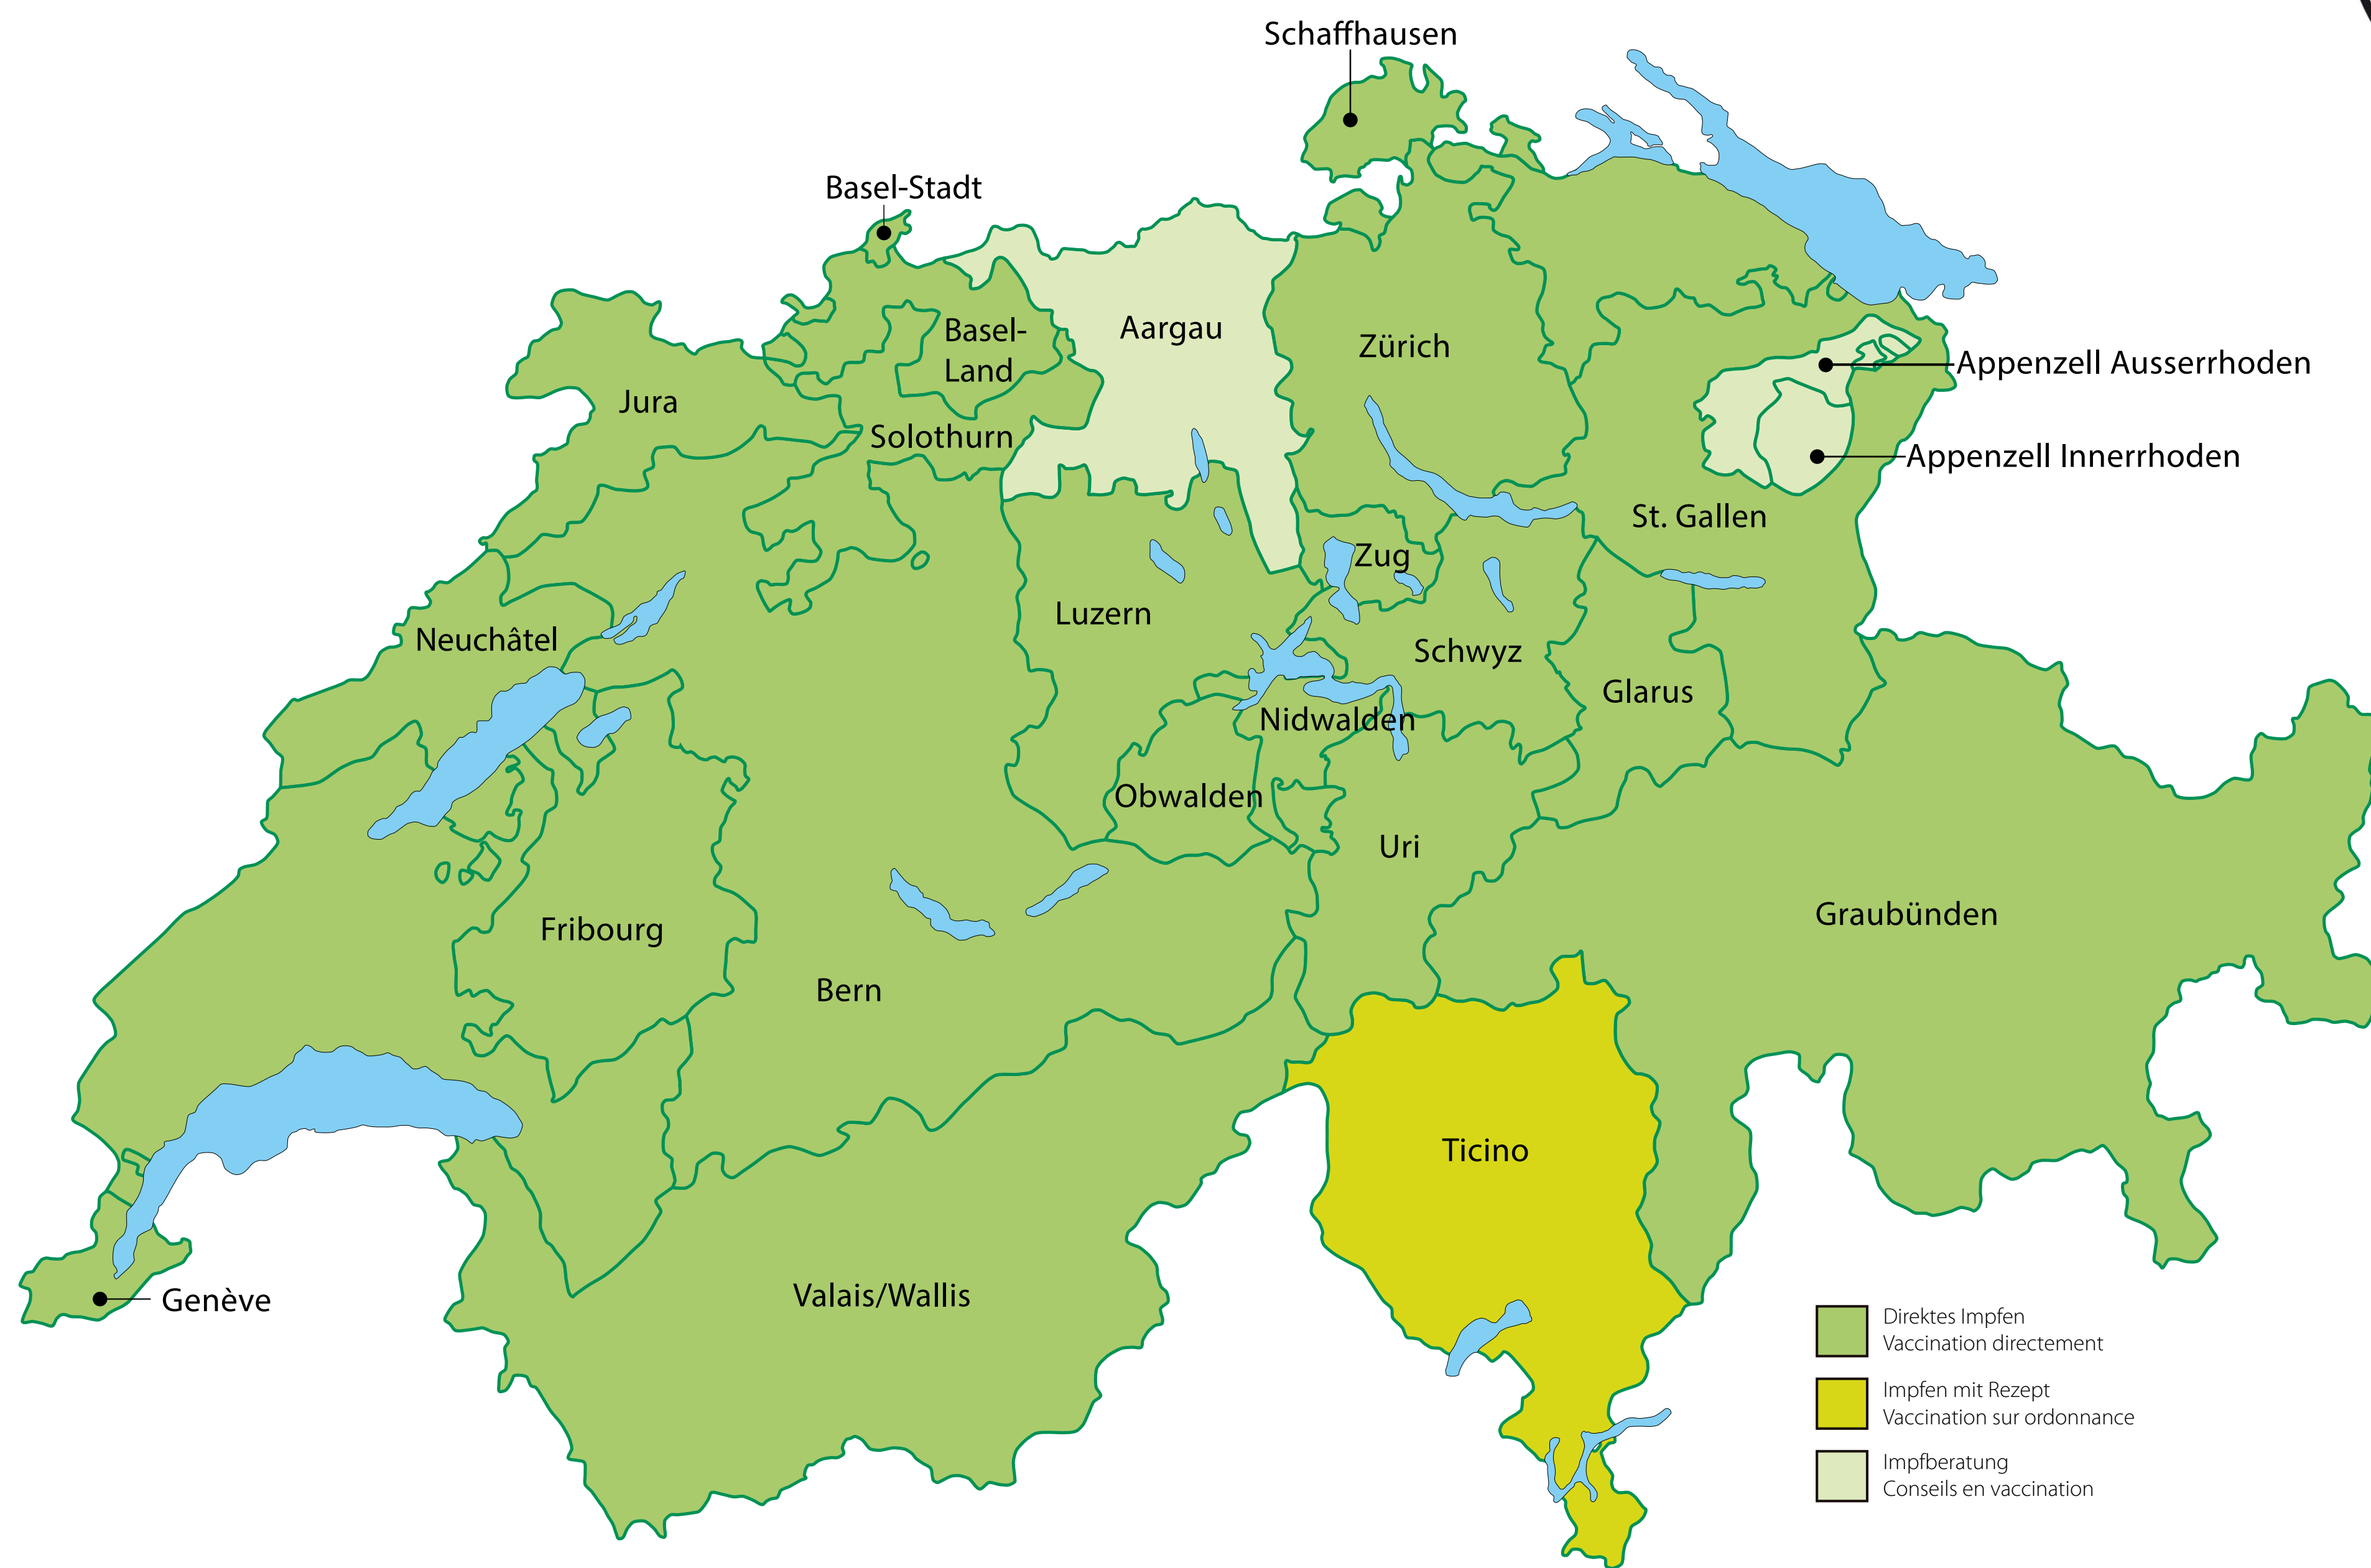 Schaffhausen
Basel-Stadt
Basel-
Land
Aargau
Zürich
Appenzell Ausserrhoden
Jura
Solothurn
Appenzell Innerrhoden
St. Gallen
Zug
Luzern
Neuchâtel
Schwyz
Glarus
Nidwalden
Obwalden
Uri
Graubünden
Fribourg
Bern
Ticino
Valais/Wallis
Genève
Direktes Impfen
Vaccination directement
Impfen mit Rezept
Vaccination sur ordonnance
Impfberatung
Conseils en vaccination